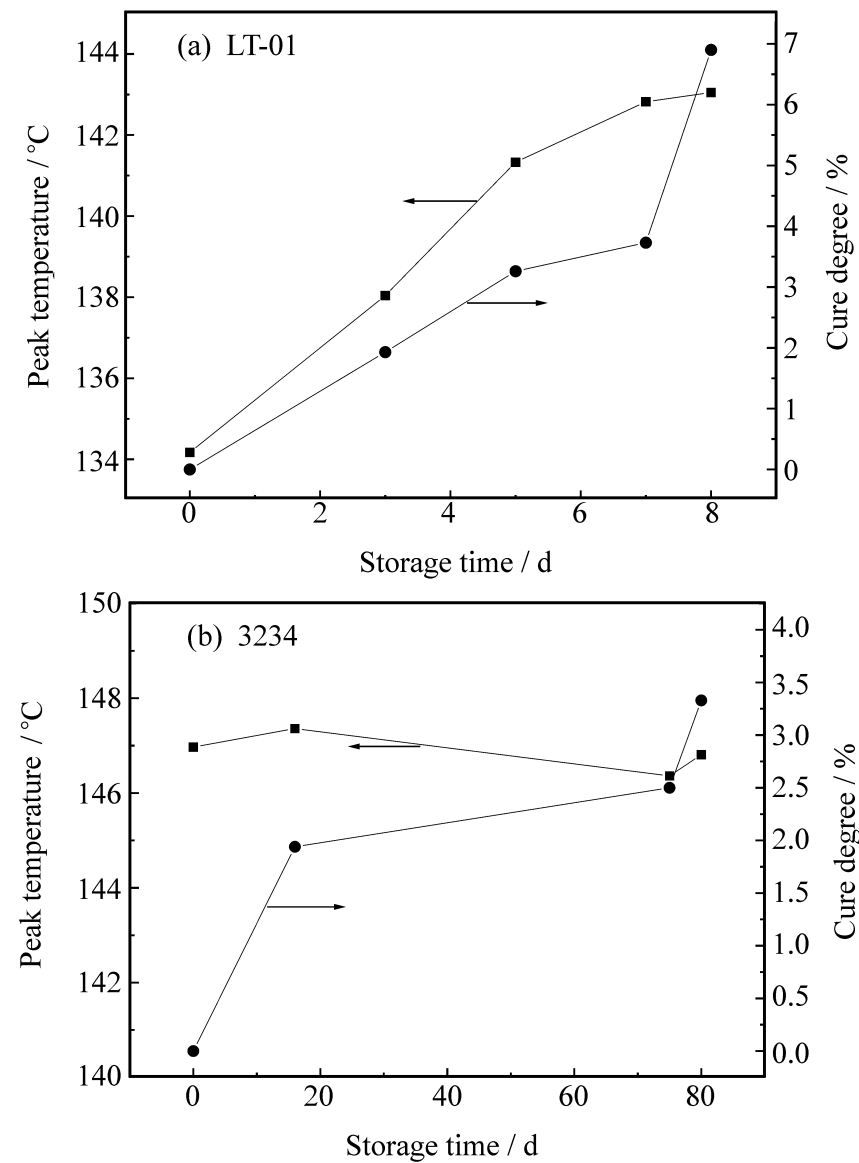 (a) LT-01
144
142
140
138
136
134
Peak temperature / °C
7
6
5
4
3
2
1
0
Cure degree / %
0 2 4 6 8
Storage time / d
(b) 3234
150
148
146
144
142
140
Peak temperature / °C
4.0
3.5
3.0
2.5
2.0
1.5
1.0
0.5
0.0
Cure degree / %
0 20 40 60 80
Storage time / d